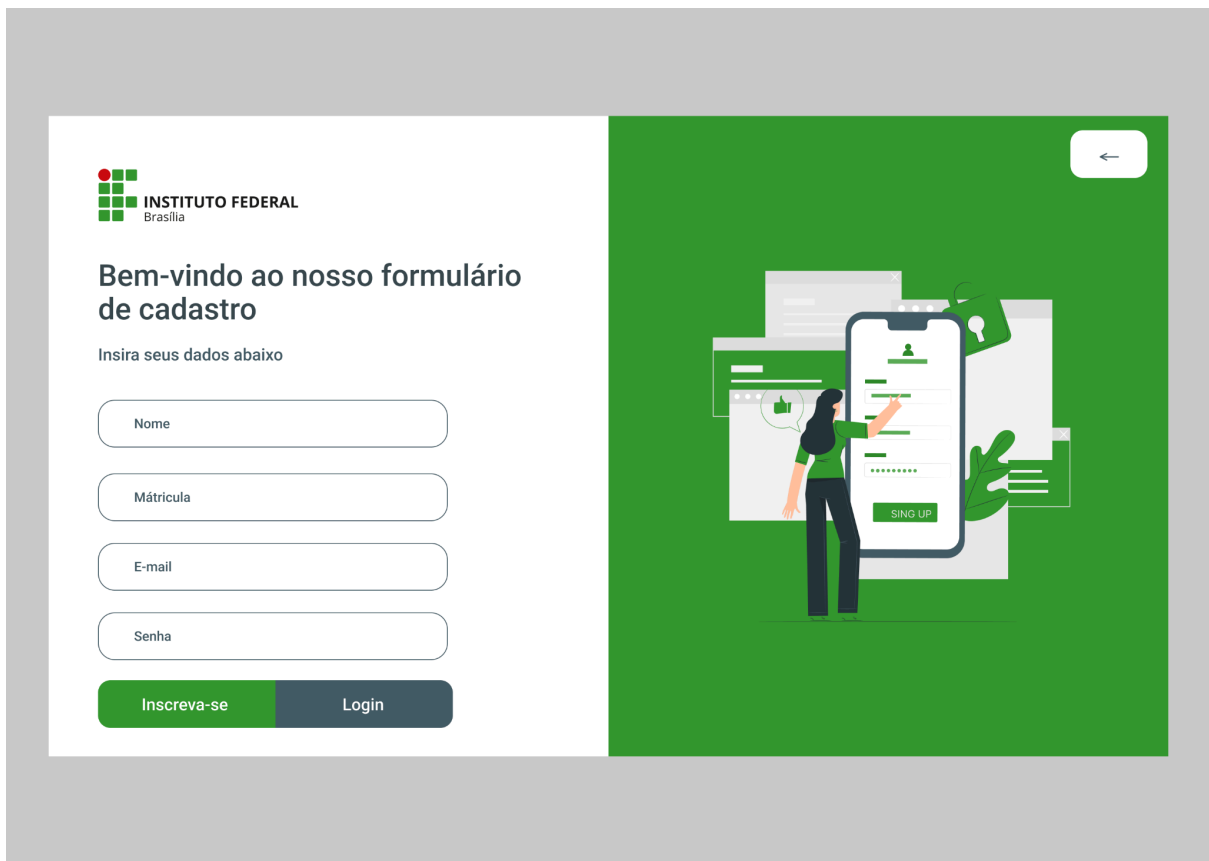 INSTITUTO FEDERAL
Brasília
Bem-vindo ao nosso formulário
de cadastro
Insira seus dados abaixo
Nome
Mátricula
E-mail
Senha
Inscreva-se
Login
SING UP